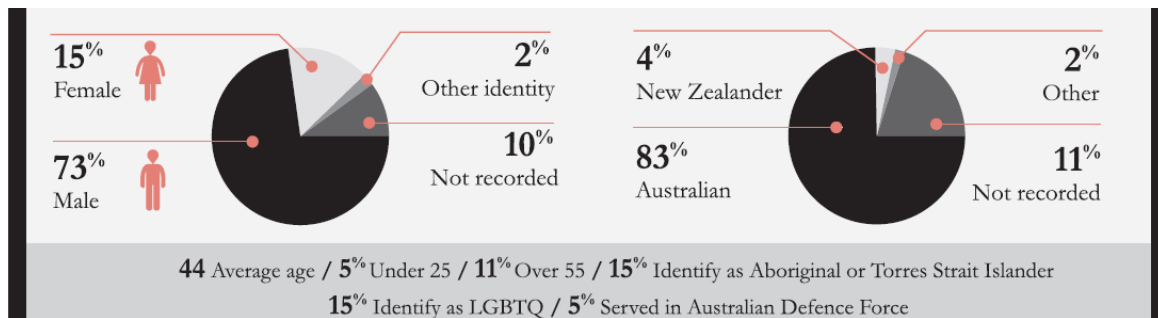 15% Female
73% Male
2% Other identity
10% Not recorded
4% New Zealander
83% Australian
2% Other
11% Not recorded
44 Average age / 5% Under 25 / 11% Over 55 / 15% Identify as Aboriginal or Torres Strait Islander
15% Identify as LGBTQ / 5% Served in Australian Defence Force